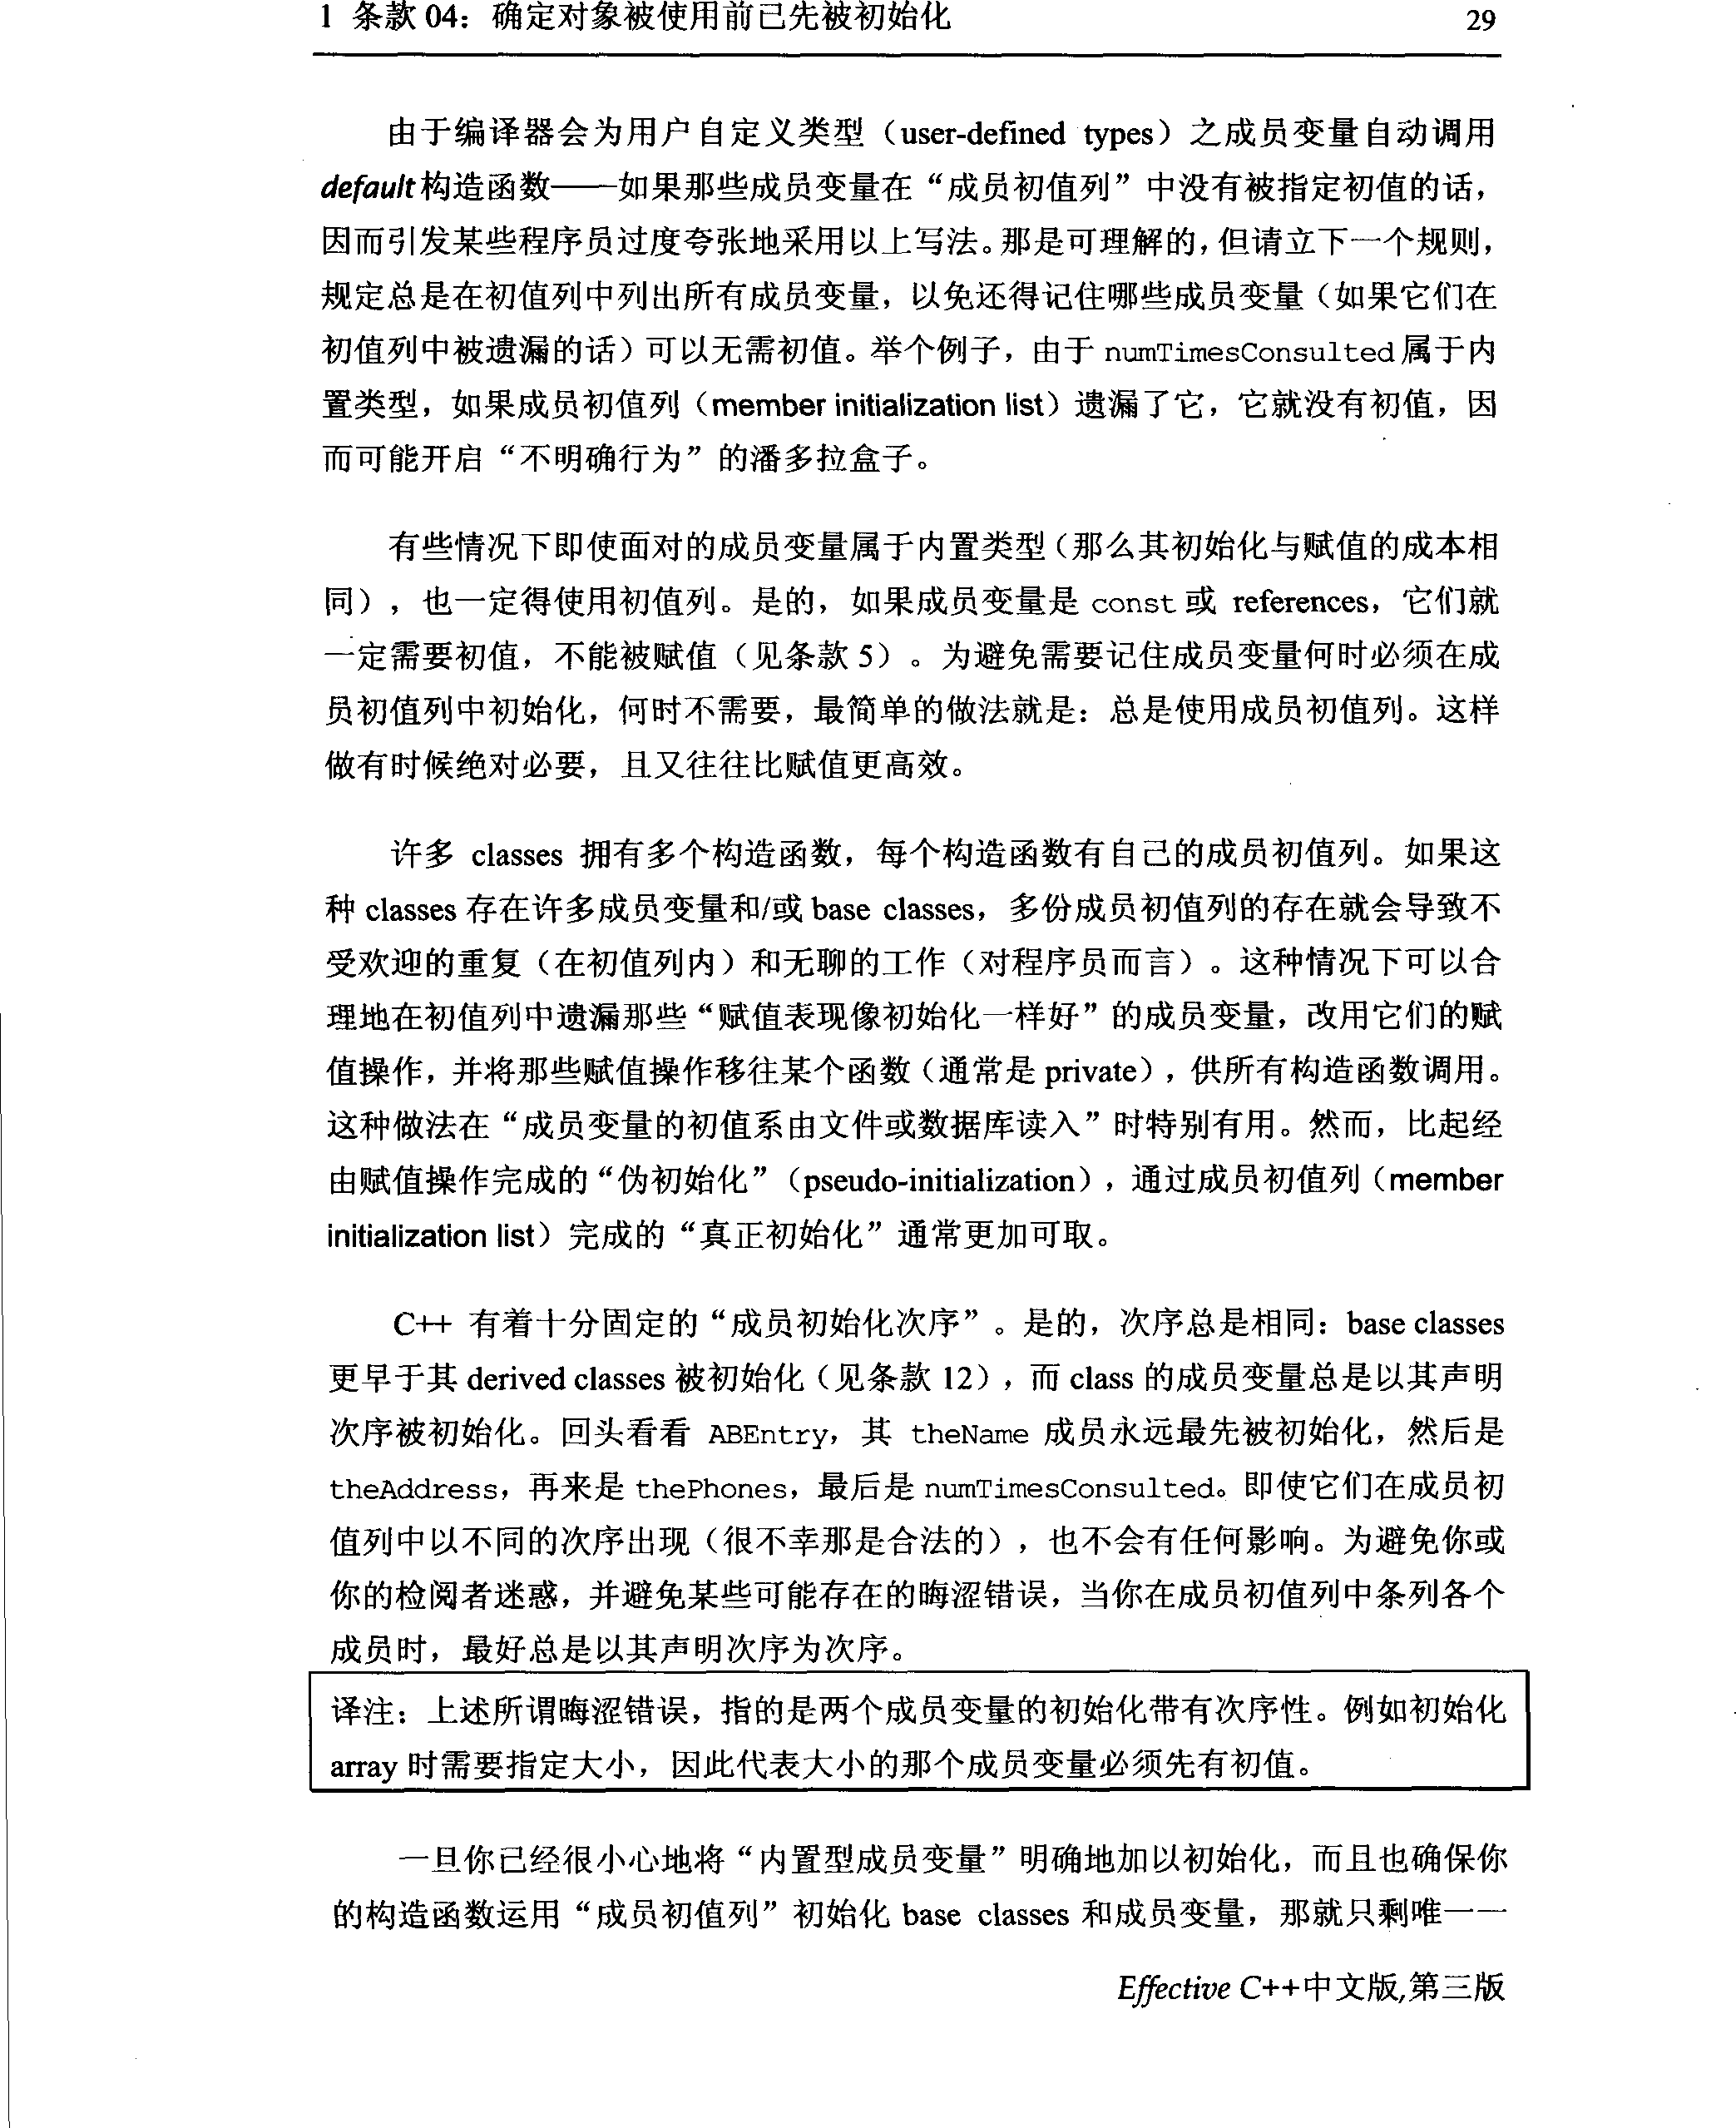 1 条款 04：确定对象被使用前已先被初始化 29
由于编译器会为用户自定义类型（user-defined types）之成员变量自动调用
default构造函数——如果那些成员变量在“成员初值列”中没有被指定初值的话，
因而引发某些程序员过度夸张地采用以上写法。那是可理解的，但请立下一个规则，
规定总是在初值列中列出所有成员变量，以免还得记住哪些成员变量（如果它们在
初值列中被遗漏的话）可以无需初值。举个例子，由于 numTimesConsulted 属于内
置类型，如果成员初值列（member initialization list）遗漏了它，它就没有初值，因
而可能开启“不明确行为”的潘多拉盒子。
有些情况下即使面对的成员变量属于内置类型（那么其初始化与赋值的成本相
同），也一定得使用初值列。是的，如果成员变量是 const 或 references，它们就
一定需要初值，不能被赋值（见条款 5）。为避免需要记住成员变量何时必须在成
员初值列中初始化，何时不需要，最简单的做法就是：总是使用成员初值列。这样
做有时候绝对必要，且又往往比赋值更高效。
许多 classes 拥有多个构造函数，每个构造函数有自己的成员初值列。如果这
种 classes 存在许多成员变量和/或 base classes，多份成员初值列的存在就会导致不
受欢迎的重复（在初值列内）和无聊的工作（对程序员而言）。这种情况下可以合
理地在初值列中遗漏那些“赋值表现像初始化一样好”的成员变量，改用它们的赋
值操作，并将那些赋值操作移往某个函数（通常是 private），供所有构造函数调用。
这种做法在“成员变量的初值系由文件或数据库读入”时特别有用。然而，比起经
由赋值操作完成的“伪初始化”（pseudo-initialization），通过成员初值列（member
initialization list）完成的“真正初始化”通常更加可取。
C++ 有着十分固定的“成员初始化次序”。是的，次序总是相同：base classes
更早于其 derived classes 被初始化（见条款 12），而 class 的成员变量总是以其声明
次序被初始化。回头看看 ABEntry，其 theName 成员永远最先被初始化，然后是
theAddress，再来是 thePhones，最后是 numTimesConsulted。即使它们在成员初
值列中以不同的次序出现（很不幸那是合法的），也不会有任何影响。为避免你或
你的检阅者迷惑，并避免某些可能存在的晦涩错误，当你在成员初值列中条列各个
成员时，最好总是以其声明次序为次序。
译注：上述所谓晦涩错误，指的是两个成员变量的初始化带有次序性。例如初始化
array 时需要指定大小，因此代表大小的那个成员变量必须先有初值。
一旦你已经很小心地将“内置型成员变量”明确地加以初始化，而且也确保你
的构造函数运用“成员初值列”初始化 base classes 和成员变量，那就只剩唯一一
Effective C++中文版,第三版